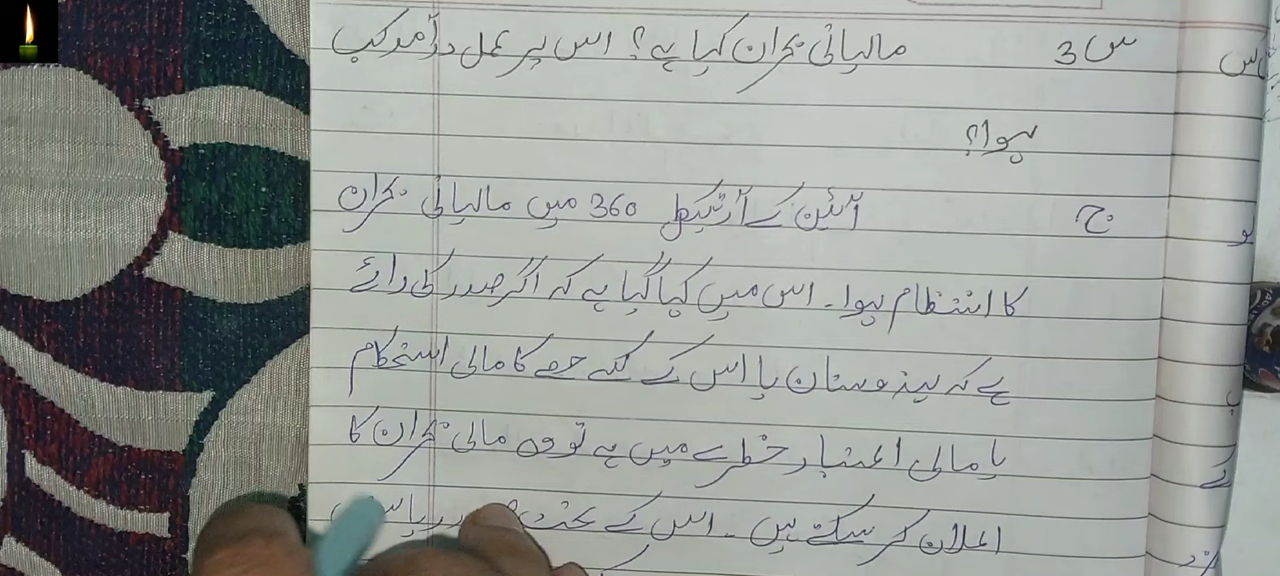 س 3 مالیاتی بحران کیا ہے؟ اس پر عمل درآمد کب
ہوا؟
ج آئین کے آرٹیکل 360 میں مالیاتی بحران
کا انتظام ہوا۔ اس میں کہا گیا ہے کہ اگر صدر کی رائے
ہے کہ ہندوستان یا اس کے کسی حصے کا مالی استحکام
یا مالی اعتبار خطرے میں ہے تو وہ مالی بحران کا
اعلان کر سکتے ہیں۔ اس کے تحت